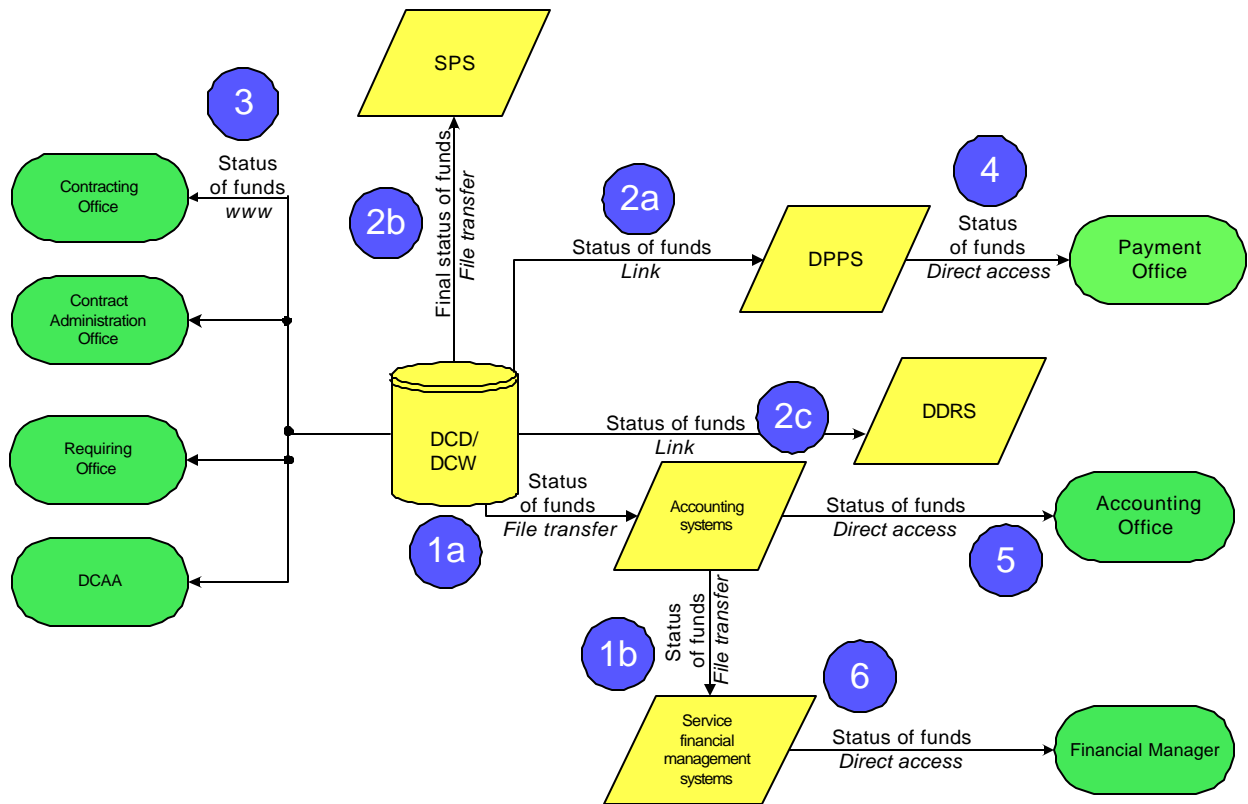 SPS
3
Status
of funds
www
Contracting
Office
Contract
Administration
Office
Requiring
Office
DCAA
2b
Final status of funds
File transfer
2a
Status of funds
Link
DPPS
4
Status
of funds
Direct access
Payment
Office
DCD/
DCW
Status of funds
Link
2c
DDRS
1a
Status
of funds
File transfer
Accounting
systems
Status of funds
Direct access
5
Accounting
Office
1b
Status
of funds
File transfer
Service
financial
management
systems
6
Status of funds
Direct access
Financial Manager